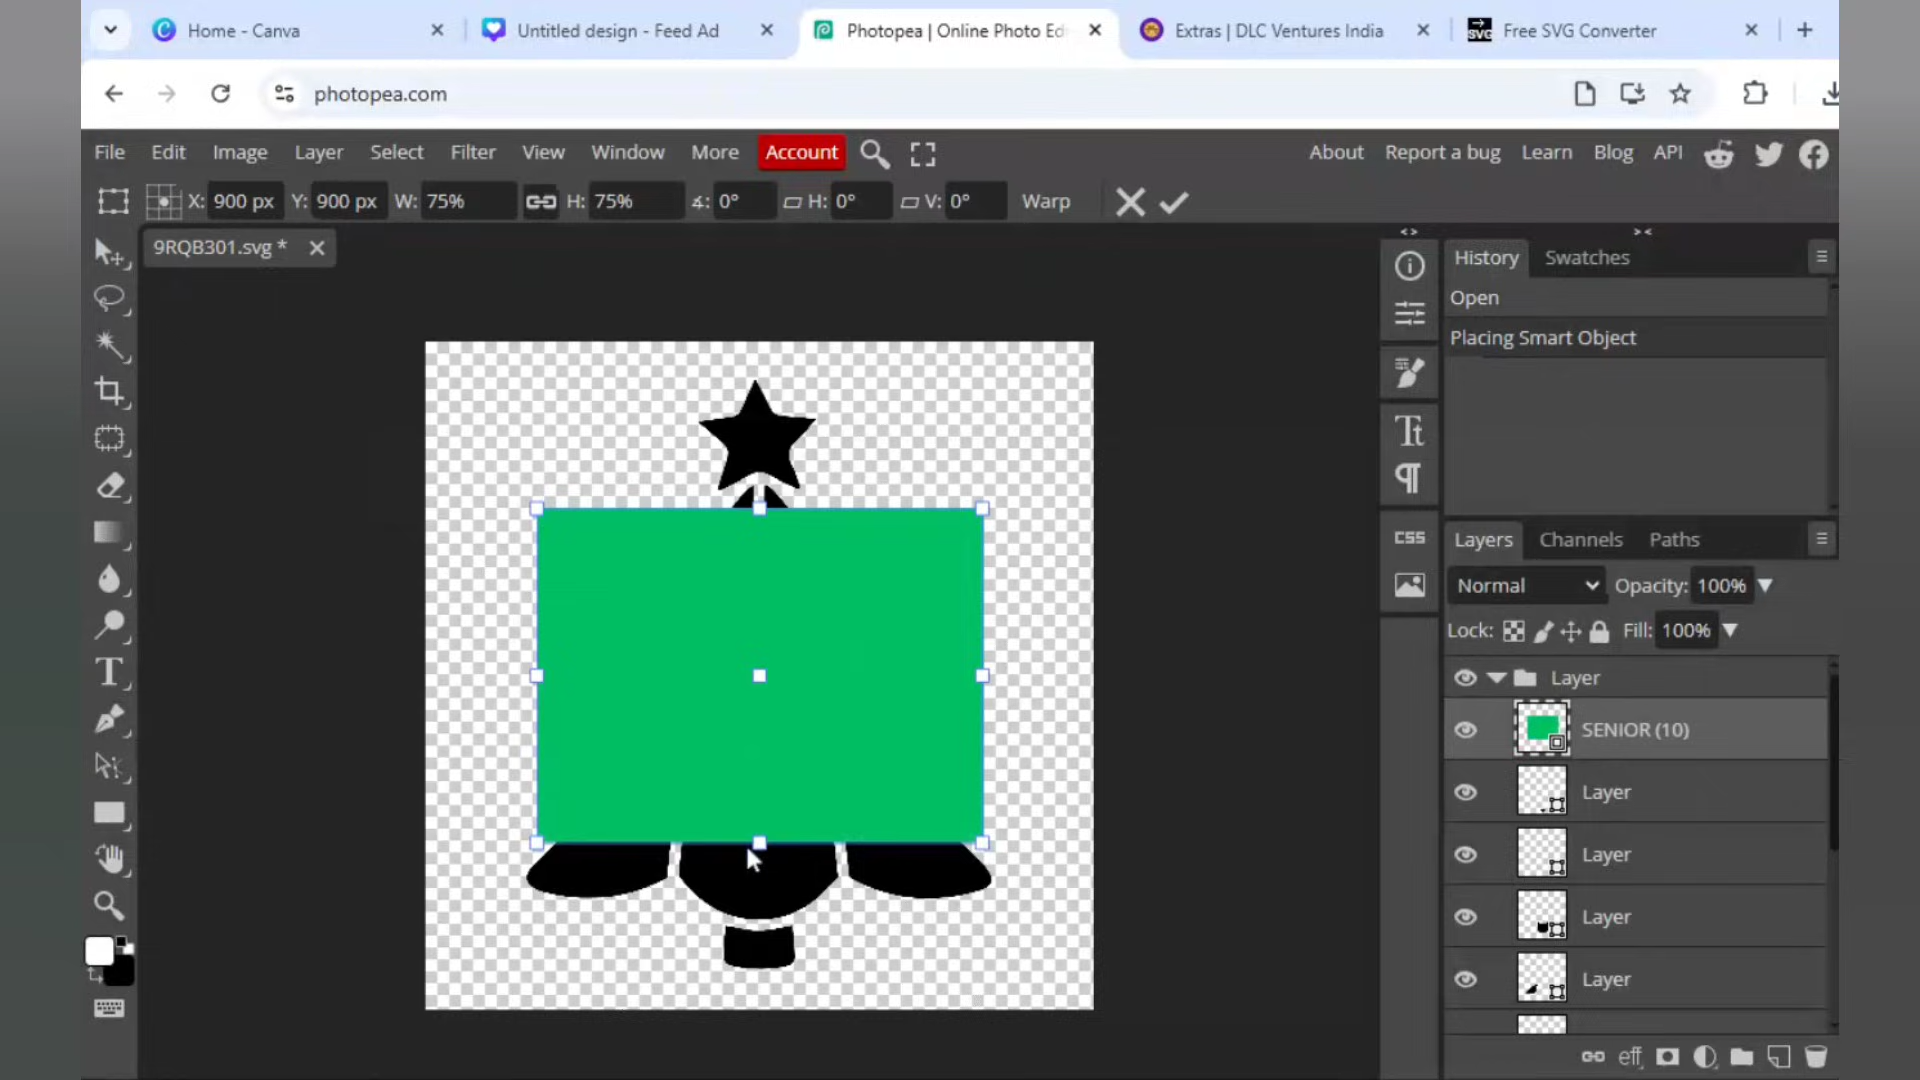 Home - Canva
Untitled design - Feed Ad
Photopea | Online Photo Ed
Extras | DLC Ventures India
SVG
Free SVG Converter
photopea.com
File Edit Image Layer Select Filter View Window More Account
About Report a bug Learn Blog API
X: 900 px Y: 900 px W: 75% H: 75% : 0° H: 0° V: 0° Warp
9RQB301.svg *
< >
> <
History Swatches
Open
Placing Smart Object
Tt
¶
CSS
Layers Channels Paths
Normal
Opacity: 100%
Lock:
Fill: 100%
Layer
SENIOR (10)
Layer
Layer
Layer
Layer
T
eff